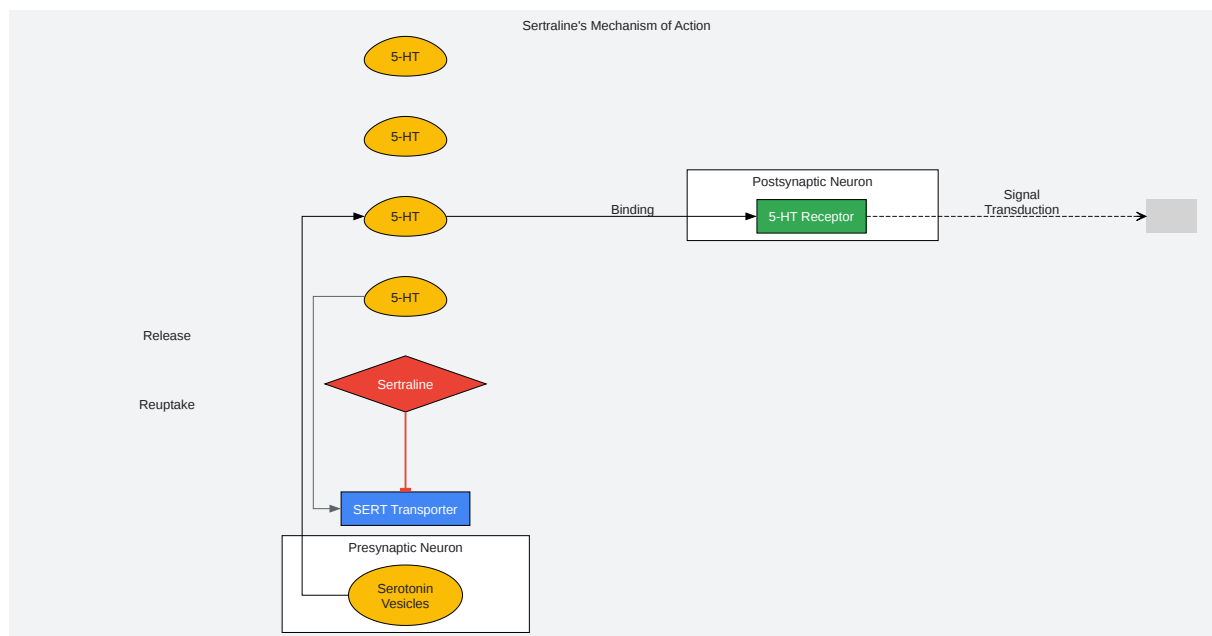 Sertraline's Mechanism of Action
5-HT
5-HT
Postsynaptic Neuron
5-HT
Binding
5-HT Receptor
Signal
Transduction
5-HT
Release
Sertraline
Reuptake
SERT Transporter
Presynaptic Neuron
Serotonin
Vesicles